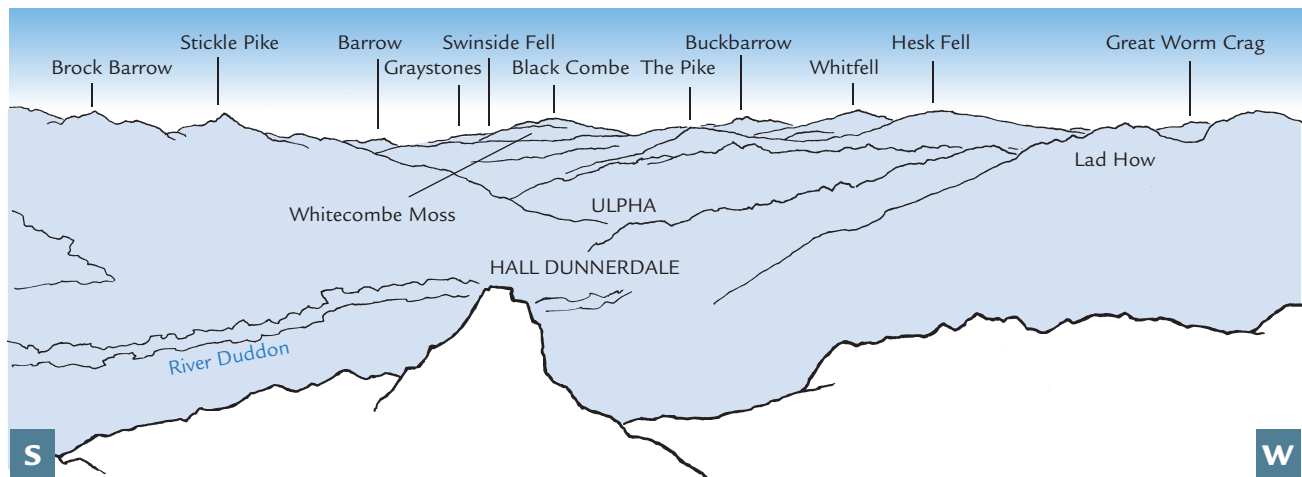 Stickle Pike
Barrow
Swinside Fell
Buckbarrow
Hesk Fell
Great Worm Crag
Brock Barrow
Graystones
Black Combe
The Pike
Whitfell
Lad How
Whitecombe Moss
ULPHA
HALL DUNNERDALE
River Duddon
S
W